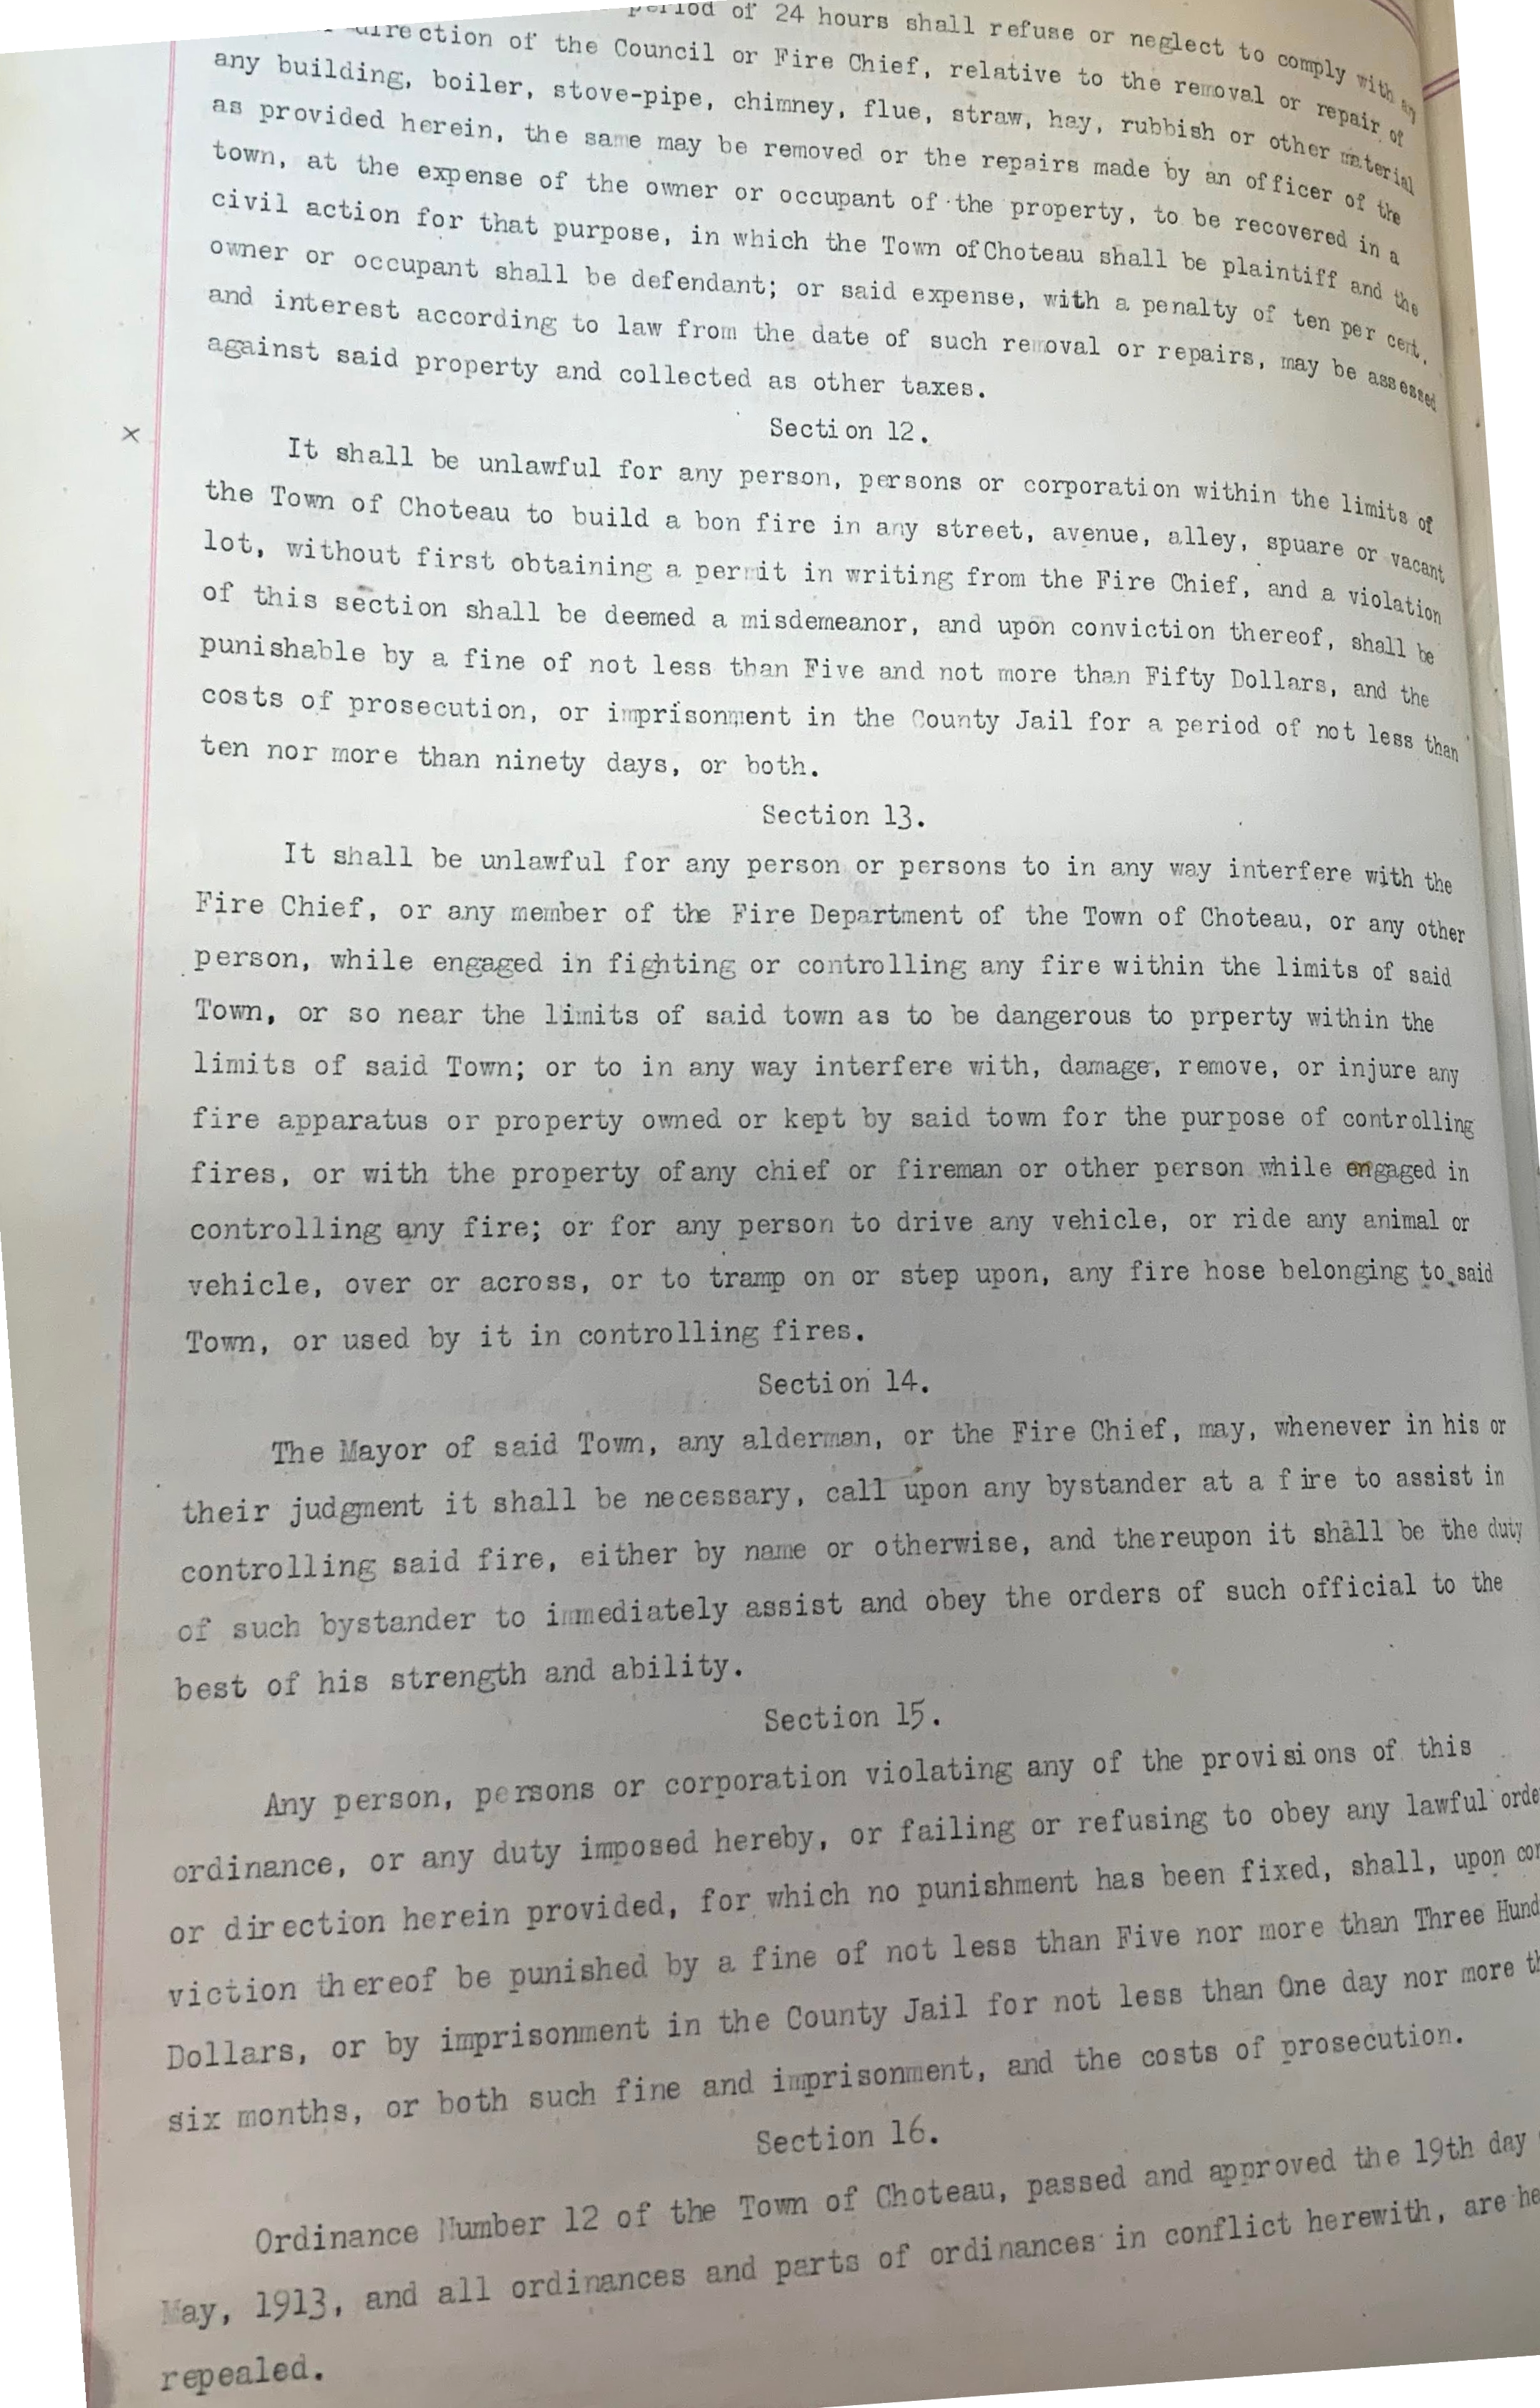 period of 24 hours shall refuse or neglect to comply with any
direction of the Council or Fire Chief, relative to the removal or repair of
any building, boiler, stove-pipe, chimney, flue, straw, hay, rubbish or other material
as provided herein, the same may be removed or the repairs made by an officer of the
town, at the expense of the owner or occupant of the property, to be recovered in a
civil action for that purpose, in which the Town of Choteau shall be plaintiff and the
owner or occupant shall be defendant; or said expense, with a penalty of ten per cert.
and interest according to law from the date of such removal or repairs, may be assessed
against said property and collected as other taxes.
Section 12.
x
It shall be unlawful for any person, persons or corporation within the limits of
the Town of Choteau to build a bon fire in any street, avenue, alley, spuare or vacant
lot, without first obtaining a permit in writing from the Fire Chief, and a violation
of this section shall be deemed a misdemeanor, and upon conviction thereof, shall be
punishable by a fine of not less than Five and not more than Fifty Dollars, and the
costs of prosecution, or imprisonment in the County Jail for a period of not less than
ten nor more than ninety days, or both.
Section 13.
It shall be unlawful for any person or persons to in any way interfere with the
Fire Chief, or any member of the Fire Department of the Town of Choteau, or any other
person, while engaged in fighting or controlling any fire within the limits of said
Town, or so near the limits of said town as to be dangerous to prperty within the
limits of said Town; or to in any way interfere with, damage, remove, or injure any
fire apparatus or property owned or kept by said town for the purpose of controlling
fires, or with the property of any chief or fireman or other person while engaged in
controlling any fire; or for any person to drive any vehicle, or ride any animal or
vehicle, over or across, or to tramp on or step upon, any fire hose belonging to said
Town, or used by it in controlling fires.
Section 14.
The Mayor of said Town, any alderman, or the Fire Chief, may, whenever in his or
their judgment it shall be necessary, call upon any bystander at a fire to assist in
controlling said fire, either by name or otherwise, and thereupon it shall be the duty
of such bystander to immediately assist and obey the orders of such official to the
best of his strength and ability.
Section 15.
Any person, persons or corporation violating any of the provisions of this
ordinance, or any duty imposed hereby, or failing or refusing to obey any lawful orde
or direction herein provided, for which no punishment has been fixed, shall, upon con
viction thereof be punished by a fine of not less than Five nor more than Three Hund
Dollars, or by imprisonment in the County Jail for not less than One day nor more th
six months, or both such fine and imprisonment, and the costs of prosecution.
Section 16.
Ordinance Number 12 of the Town of Choteau, passed and approved the 19th day
May, 1913, and all ordinances and parts of ordinances in conflict herewith, are he
repealed.